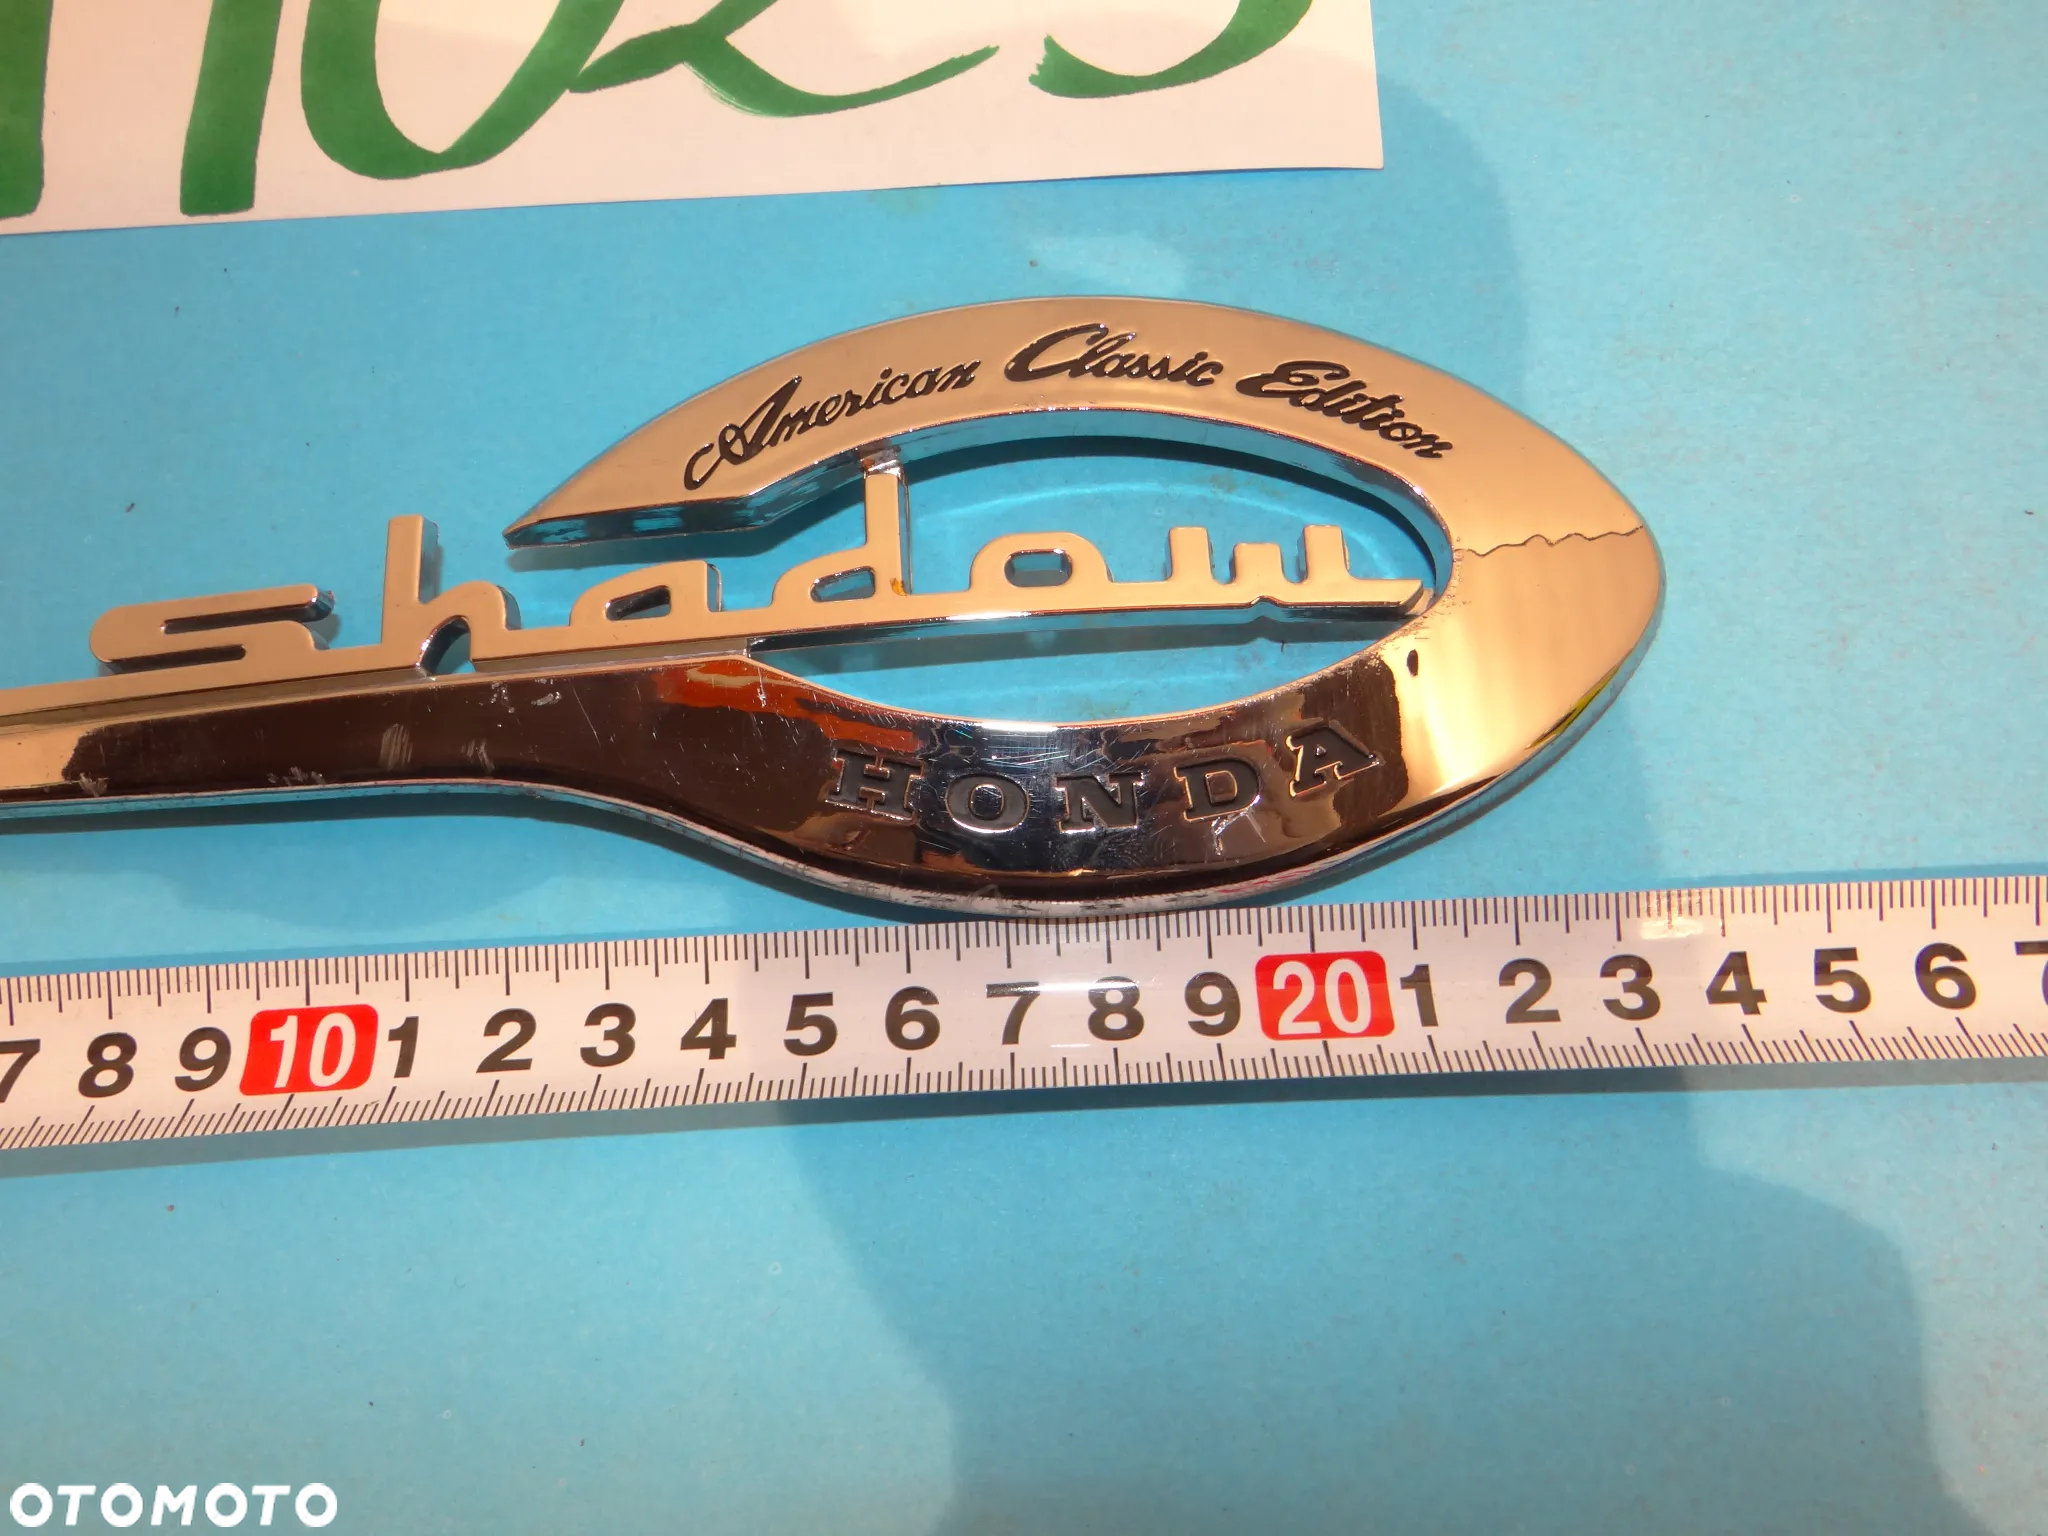 American Classic Edition
shadow
HONDA
7 8 9 10 1 2 3 4 5 6 7 8 9 20 1 2 3 4 5 6 7
OTOMOTO